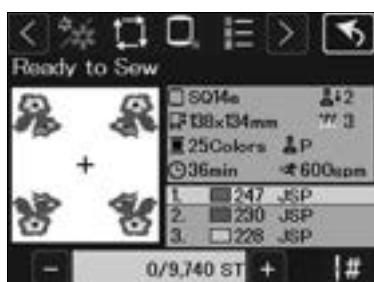 Ready to Sew
SQ14a 2
138x134mm 3
25Colors P
36min 600spm
1. 247 JSP
2. 230 JSP
3. 228 JSP
- 0/9,740 ST + #